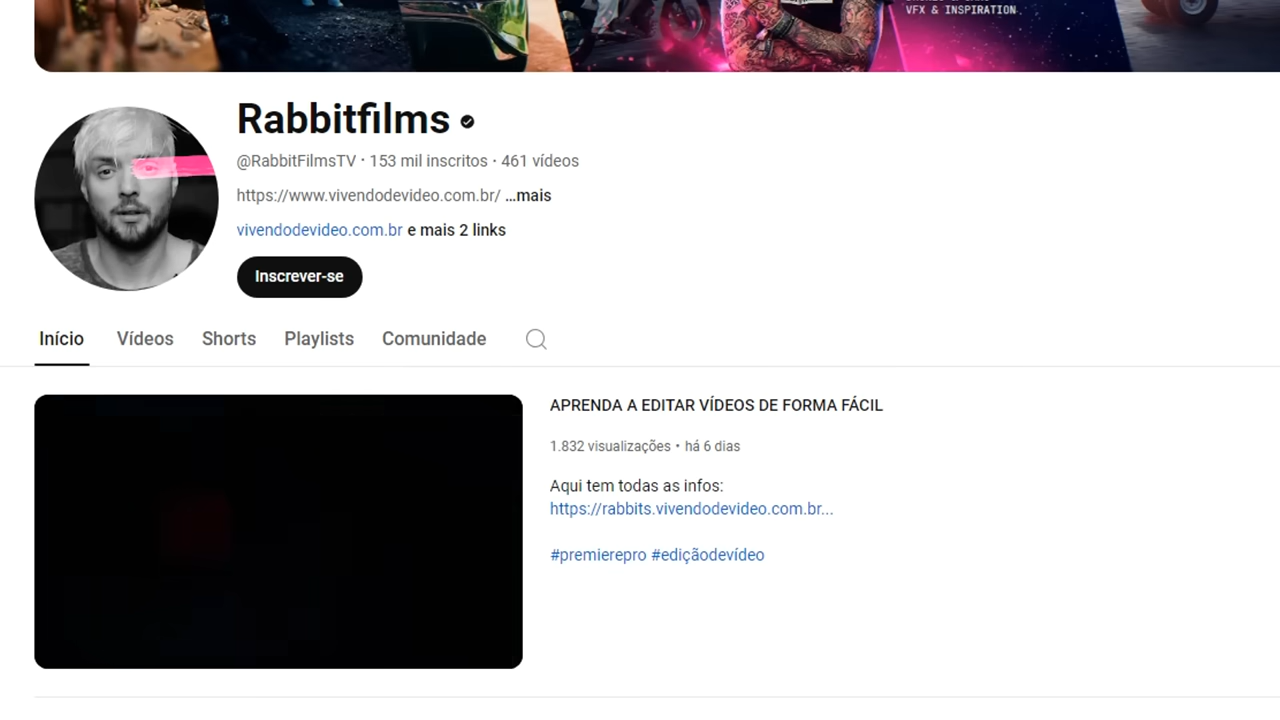 VFX & INSPIRATION
Rabbitfilms
@RabbitFilmsTV · 153 mil inscritos · 461 vídeos
https://www.vivendodevideo.com.br/ ...mais
vivendodevideo.com.br e mais 2 links
Inscrever-se
Início Vídeos Shorts Playlists Comunidade
APRENDA A EDITAR VÍDEOS DE FORMA FÁCIL
1.832 visualizações • há 6 dias
Aqui tem todas as infos:
https://rabbits.vivendodevideo.com.br...
#premierepro #ediçãodevídeo